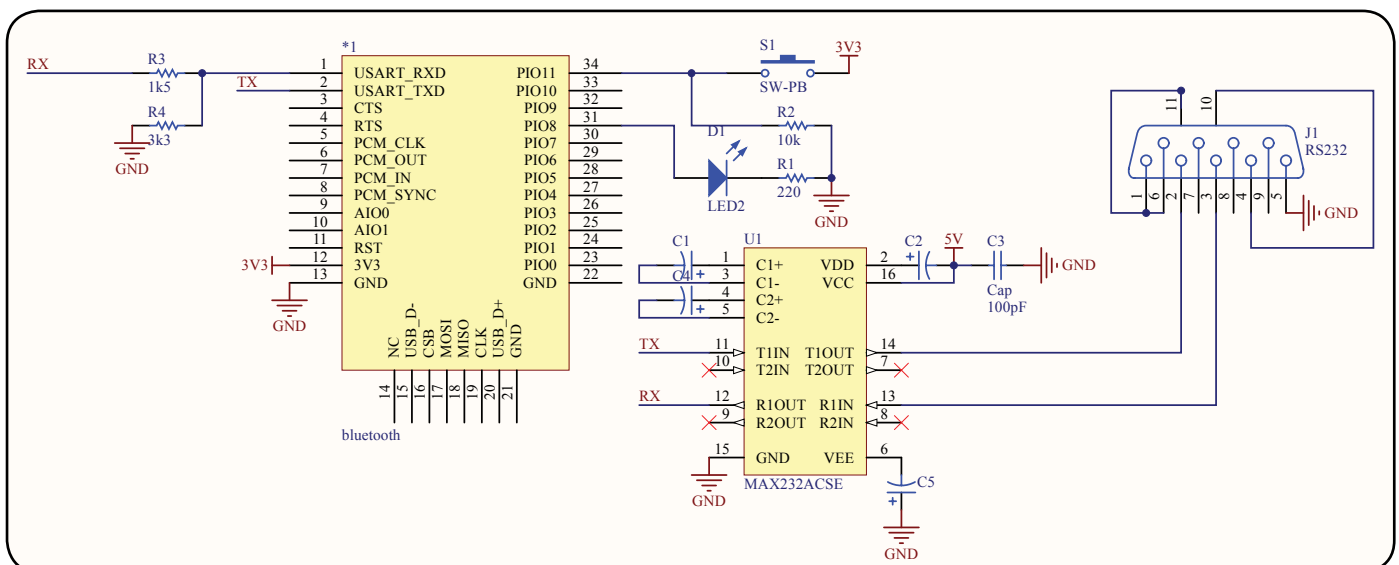 *1
RX
R3
1k5
TX
R4
3k3
GND
1 USART_RXD PIO11 34
2 USART_TXD PIO10 33
3 CTS PIO9 32
4 RTS PIO8 31
5 PCM_CLK PIO7 30
6 PCM_OUT PIO6 29
7 PCM_IN PIO5 28
8 PCM_SYNC PIO4 27
9 AIO0 PIO3 26
10 AIO1 PIO2 25
11 RST PIO1 24
3V3 12 3V3 PIO0 23
13 GND GND 22
GND
NC USB_D- CSB MOSI MISO CLK USB_D+ GND
14 15 16 17 18 19 20 21
bluetooth
S1
3V3
SW-PB
R2
10k
D1
R1
220
LED2
GND
11 10
J1
RS232
1 6 2 7 3 8 4 9 5
GND
U1
C1
1 C1+ VDD 2
3 C1- VCC 16
C4
4 C2+
5 C2-
C2
5V
C3
GND
Cap
100pF
TX 11 T1IN T1OUT 14
10 T2IN T2OUT 7
RX 12 R1OUT R1IN 13
9 R2OUT R2IN 8
15 GND VEE 6
GND
MAX232ACSE
C5
GND